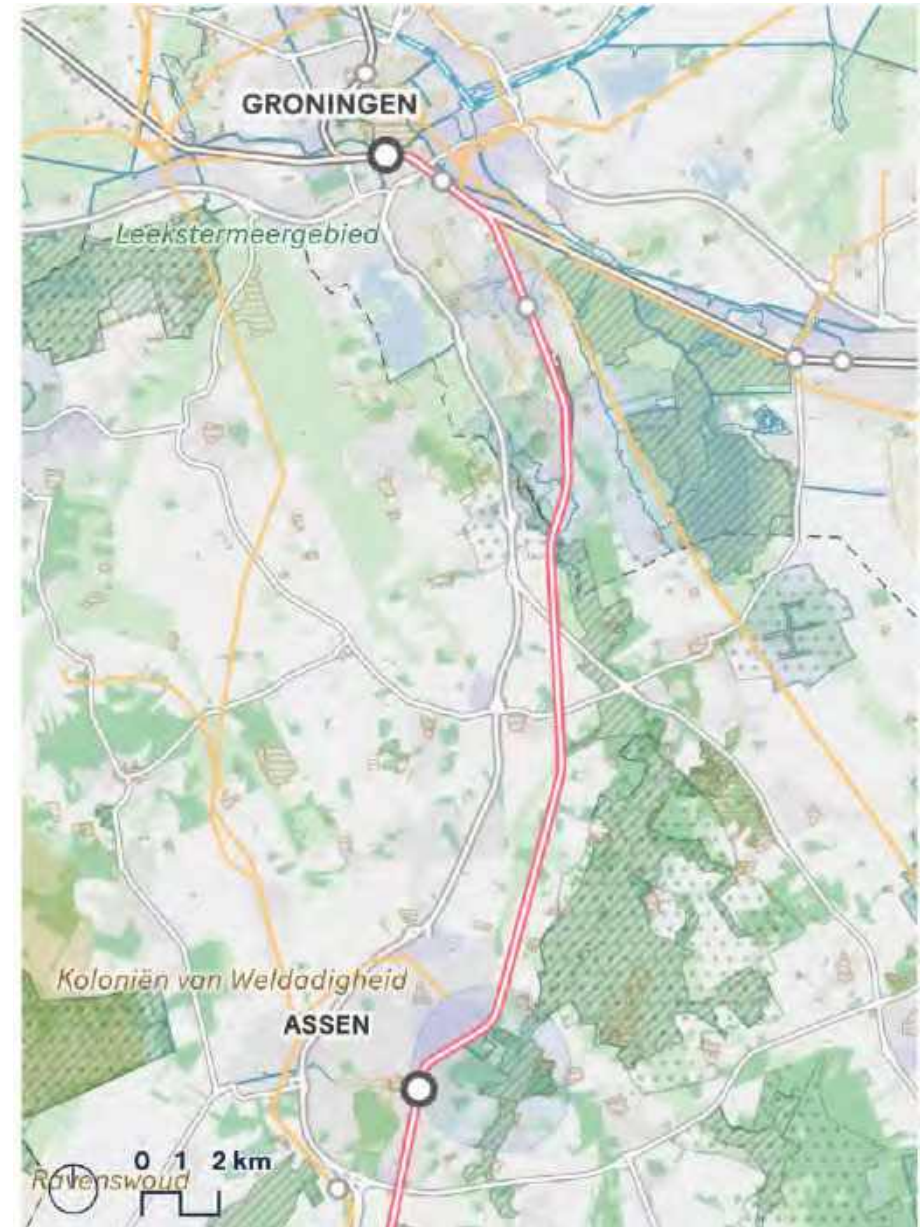 GRONINGEN
Leekstermeergebied
Koloniën van Weldadigheid
ASSEN
0 1 2 km
Ravenswoud